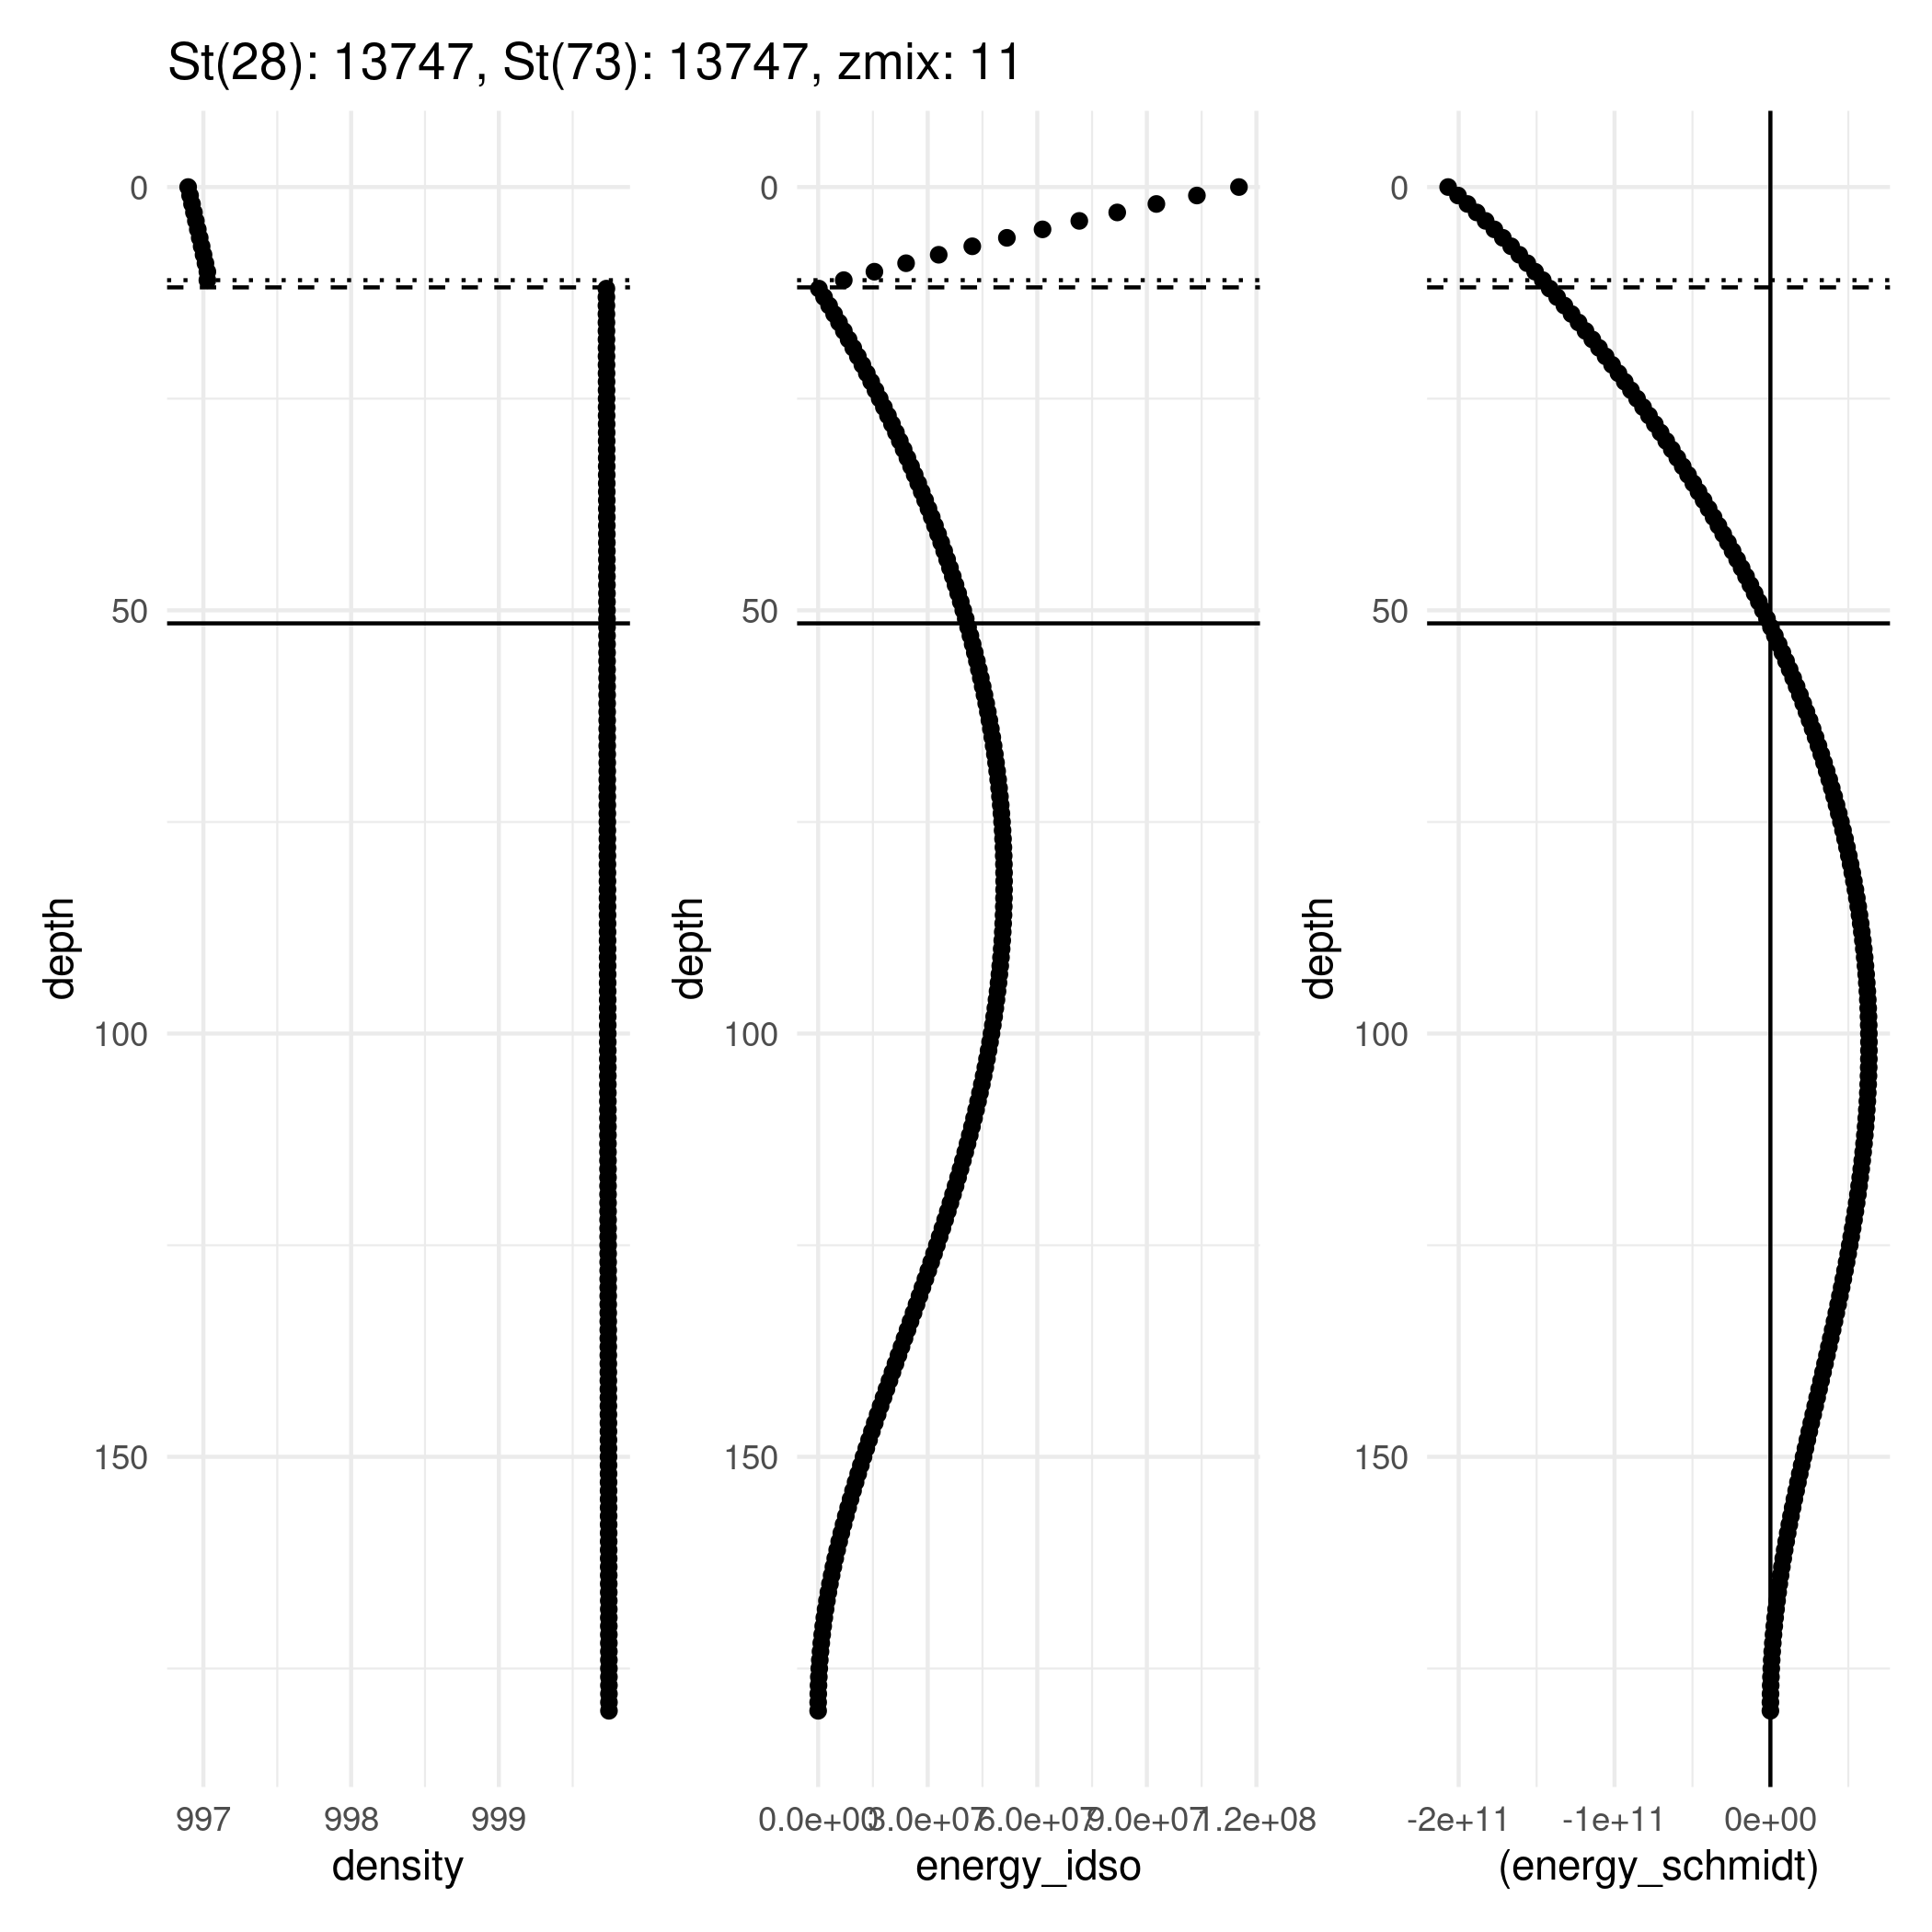 St(28): 13747, St(73): 13747, zmix: 11
0
50
100
150
depth
997
998
999
density
0
50
100
150
depth
0.0e+00
3.0e+07
6.0e+07
9.0e+07
1.2e+08
energy_idso
0
50
100
150
depth
-2e+11
-1e+11
0e+00
(energy_schmidt)